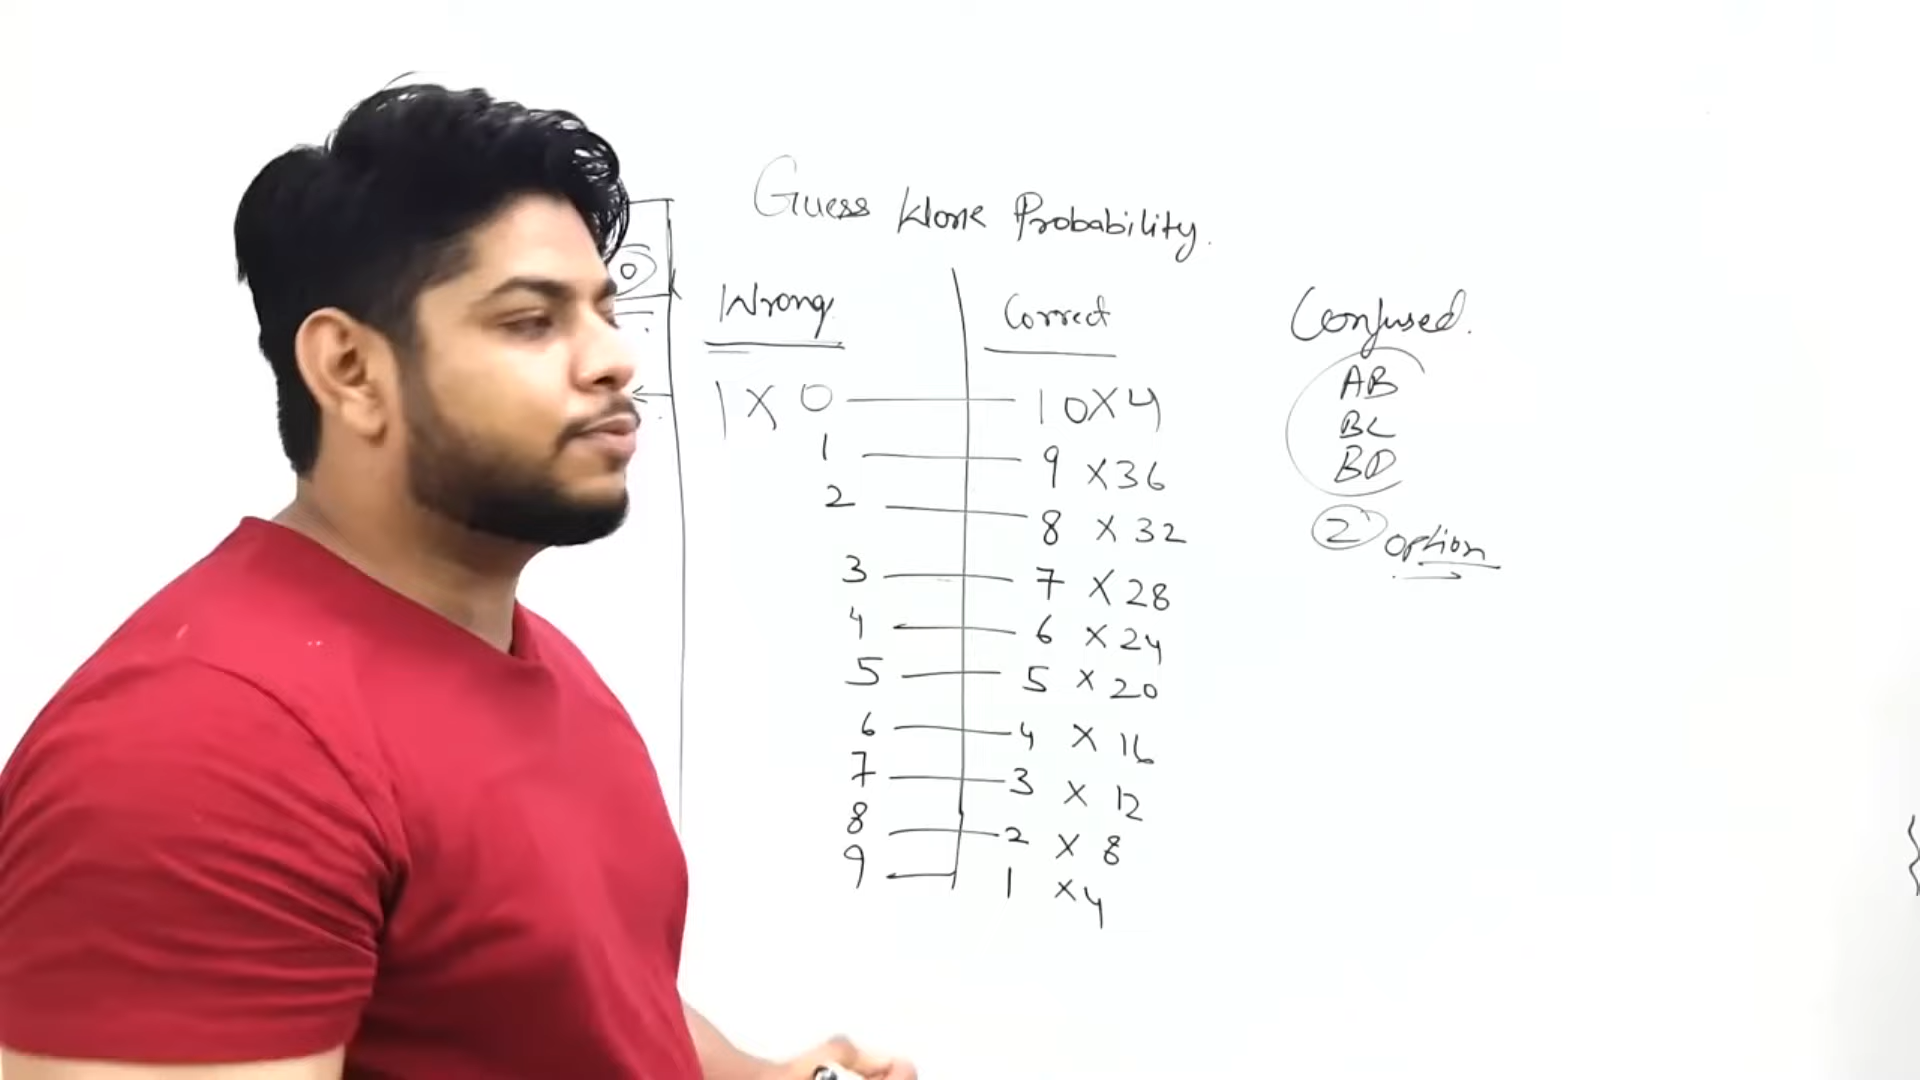 Guess Work Probability.
Wrong Correct Confused.
1 X 0 10 X 4 AB
1 9 X 36 BC
2 8 X 32 BD
3 7 X 28 2 option
4 6 X 24
5 5 X 20
6 4 X 16
7 3 X 12
8 2 X 8
9 1 X 4
0